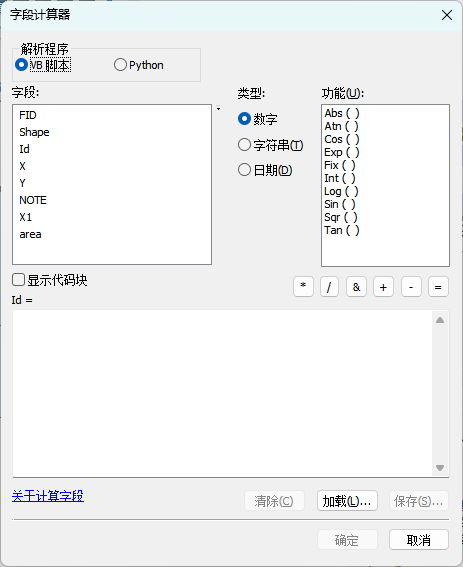 字段计算器
解析程序
VB 脚本
Python
字段:
类型:
功能(U):
FID
Shape
Id
X
Y
NOTE
X1
area
数字
字符串(T)
日期(D)
Abs ( )
Atn ( )
Cos ( )
Exp ( )
Fix ( )
Int ( )
Log ( )
Sin ( )
Sqr ( )
Tan ( )
显示代码块
* / & + - =
Id =
关于计算字段
清除(C)
加载(L)...
保存(S)...
确定
取消